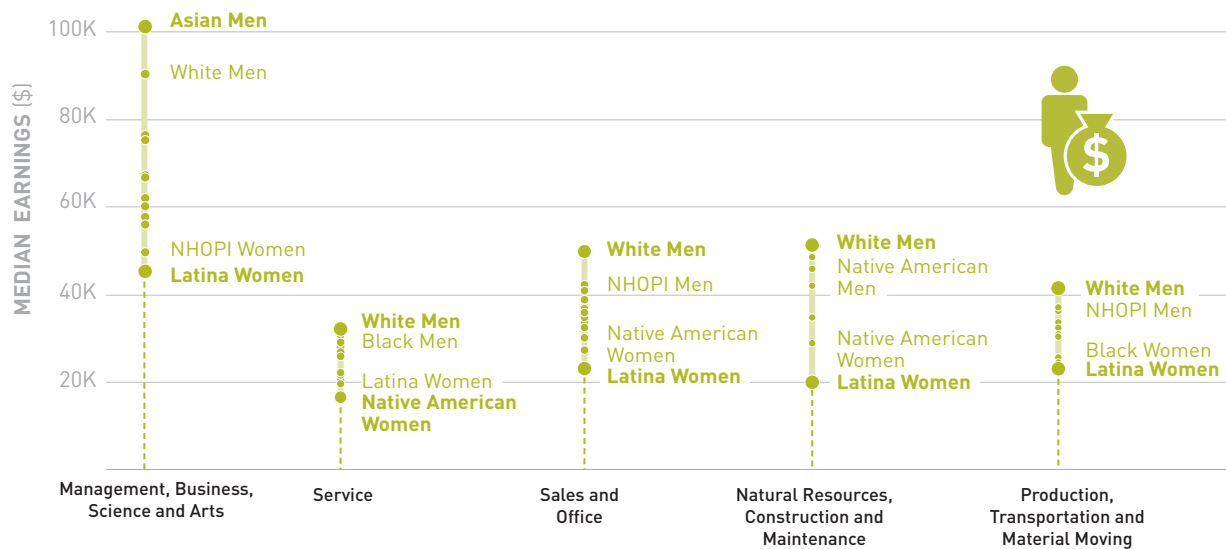 MEDIAN EARNINGS ($)
100K
80K
60K
40K
20K
Asian Men
White Men
NHOPI Women
Latina Women
White Men
Black Men
Latina Women
Native American
Women
White Men
NHOPI Men
Native American
Women
Latina Women
White Men
Native American
Men
Native American
Women
Latina Women
$
White Men
NHOPI Men
Black Women
Latina Women
Management, Business,
Science and Arts
Service
Sales and
Office
Natural Resources,
Construction and
Maintenance
Production,
Transportation and
Material Moving